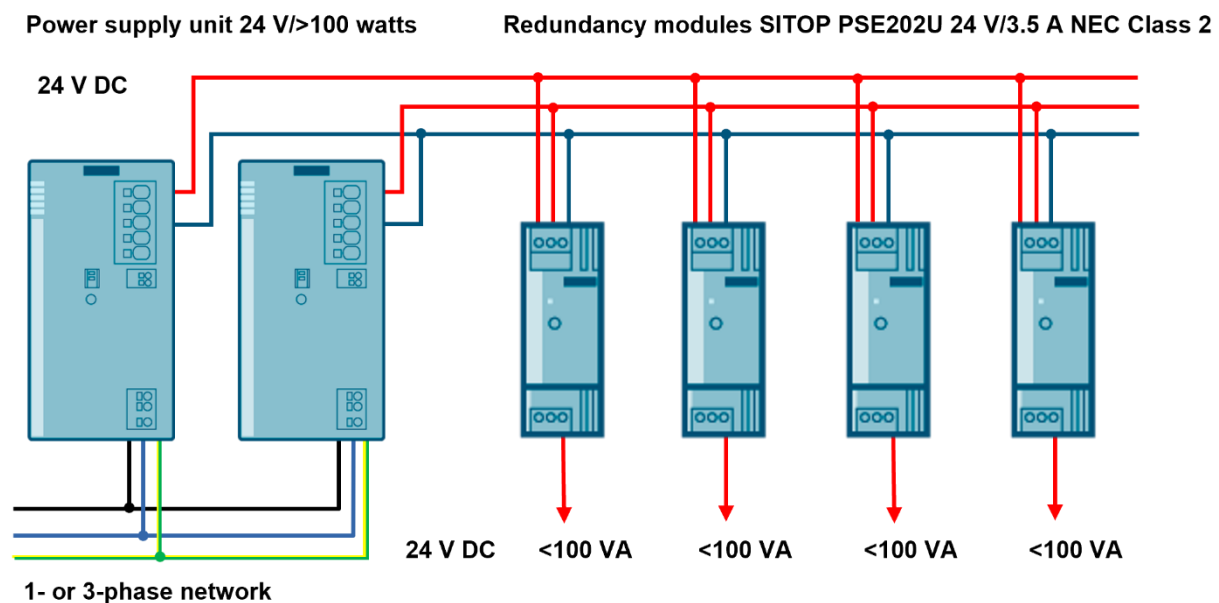 Power supply unit 24 V/>100 watts
Redundancy modules SITOP PSE202U 24 V/3.5 A NEC Class 2
24 V DC
24 V DC
<100 VA
<100 VA
<100 VA
<100 VA
1- or 3-phase network